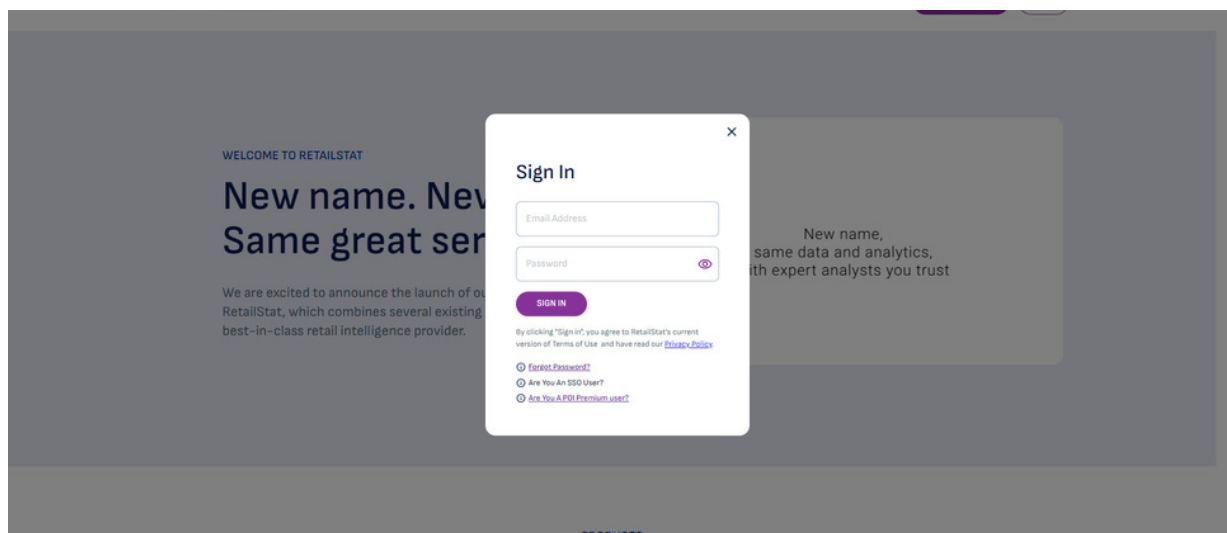 WELCOME TO RETAILSTAT
New name. Nev
Same great ser
We are excited to announce the launch of ou
RetailStat, which combines several existing
best-in-class retail intelligence provider.
Sign In
Email Address
Password
SIGN IN
By clicking "Sign in", you agree to RetailStat's current
version of Terms of Use and have read our Privacy Policy.
Forgot Password?
Are You An SSO User?
Are You A POI Premium user?
New name,
same data and analytics,
ith expert analysts you trust